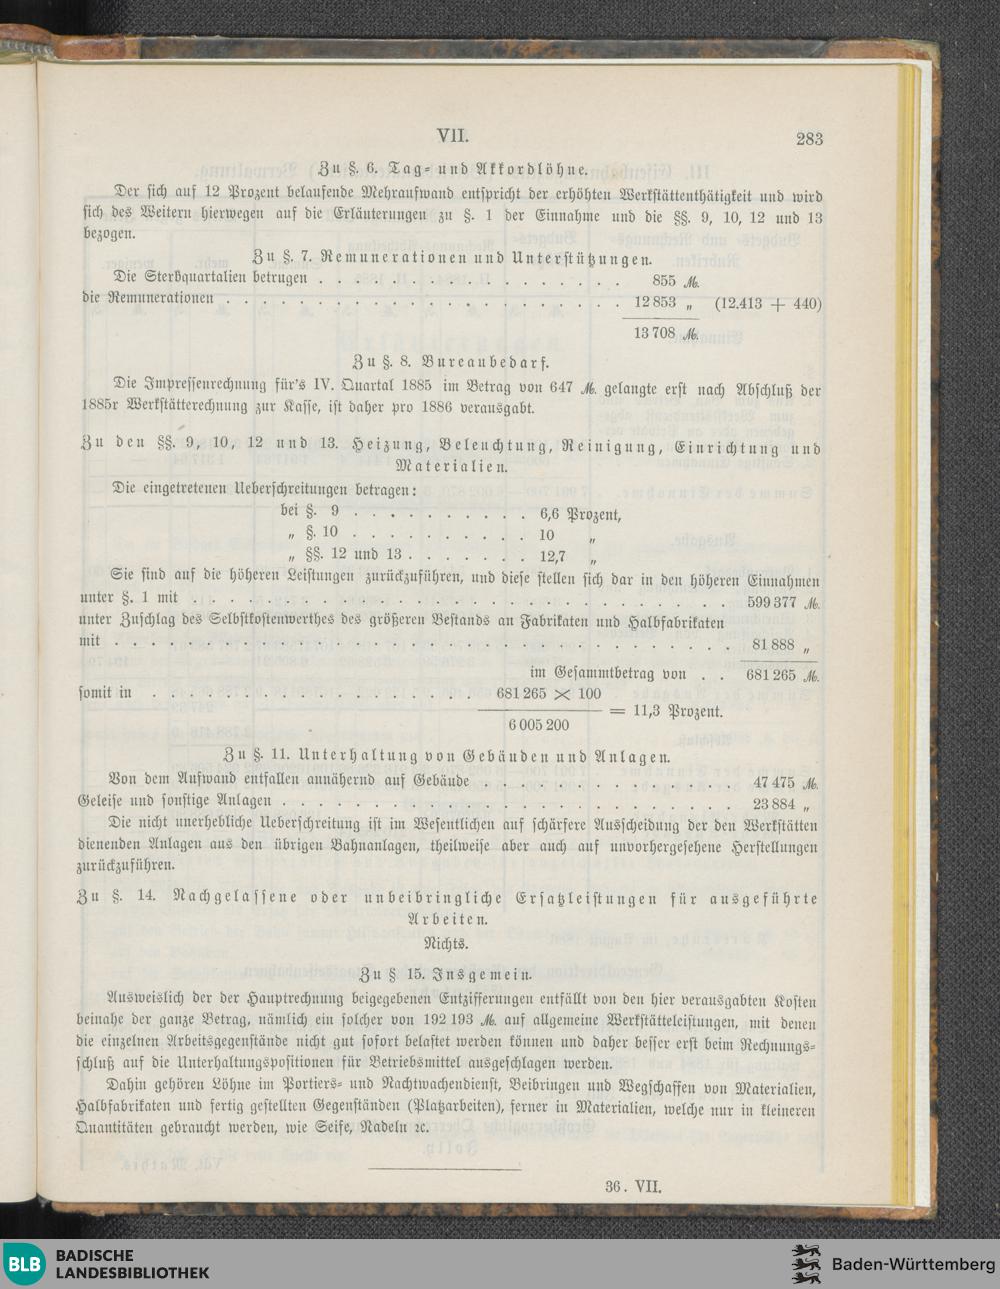 VII.
283
Zu §. 6. Tag- und Akkordlöhne.
Der sich auf 12 Prozent belaufende Mehraufwand entspricht der erhöhten Werkstättenthätigkeit und wird
sich des Weitern hierwegen auf die Erläuterungen zu §. 1 der Einnahme und die §§. 9, 10, 12 und 13
bezogen.
Zu §. 7. Remunerationen und Unterstützungen.
Die Sterbquartalien betrugen . . . . . . . . . . . . . . . . . 855 ℳ.
die Remunerationen . . . . . . . . . . . . . . . . . . . . . . 12 853 „ (12.413 + 440)
13 708 ℳ.
Zu §. 8. Bureaubedarf.
Die Impressenrechnung für's IV. Quartal 1885 im Betrag von 647 ℳ. gelangte erst nach Abschluß der
1885r Werkstätterechnung zur Kasse, ist daher pro 1886 verausgabt.
Zu den §§. 9, 10, 12 und 13. Heizung, Beleuchtung, Reinigung, Einrichtung und
Materialien.
Die eingetretenen Ueberschreitungen betragen:
bei §. 9 . . . . . . . . . . 6,6 Prozent,
„ §. 10 . . . . . . . . . . 10 „
„ §§. 12 und 13 . . . . . . . 12,7 „
Sie sind auf die höheren Leistungen zurückzuführen, und diese stellen sich dar in den höheren Einnahmen
unter §. 1 mit . . . . . . . . . . . . . . . . . . . . . . . . . . 599 377 ℳ.
unter Zuschlag des Selbstkostenwerthes des größeren Bestands an Fabrikaten und Halbfabrikaten
mit . . . . . . . . . . . . . . . . . . . . . . . . . . . . . . 81 888 „
im Gesammtbetrag von . . 681 265 ℳ.
somit in . . . . . . . . . . . . . . . . 681 265 × 100
= 11,3 Prozent.
6 005 200
Zu §. 11. Unterhaltung von Gebäuden und Anlagen.
Von dem Aufwand entfallen annähernd auf Gebäude . . . . . . . . . . . . 47 475 ℳ.
Geleise und sonstige Anlagen . . . . . . . . . . . . . . . . . . . . . . 23 884 „
Die nicht unerhebliche Ueberschreitung ist im Wesentlichen auf schärfere Ausscheidung der den Werkstätten
dienenden Anlagen aus den übrigen Bahnanlagen, theilweise aber auch auf unvorhergesehene Herstellungen
zurückzuführen.
Zu §. 14. Nachgelassene oder unbeibringliche Ersatzleistungen für ausgeführte
Arbeiten.
Nichts.
Zu § 15. Insgemein.
Ausweislich der der Hauptrechnung beigegebenen Entzifferungen entfällt von den hier verausgabten Kosten
beinahe der ganze Betrag, nämlich ein solcher von 192 193 ℳ. auf allgemeine Werkstätteleistungen, mit denen
die einzelnen Arbeitsgegenstände nicht gut sofort belastet werden können und daher besser erst beim Rechnungs-
schluß auf die Unterhaltungspositionen für Betriebsmittel ausgeschlagen werden.
Dahin gehören Löhne im Portiers- und Nachtwachendienst, Beibringen und Wegschaffen von Materialien,
Halbfabrikaten und fertig gestellten Gegenständen (Platzarbeiten), ferner in Materialien, welche nur in kleineren
Quantitäten gebraucht werden, wie Seife, Nadeln ꝛc.
36. VII.
BLB
BADISCHE
LANDESBIBLIOTHEK
Baden-Württemberg